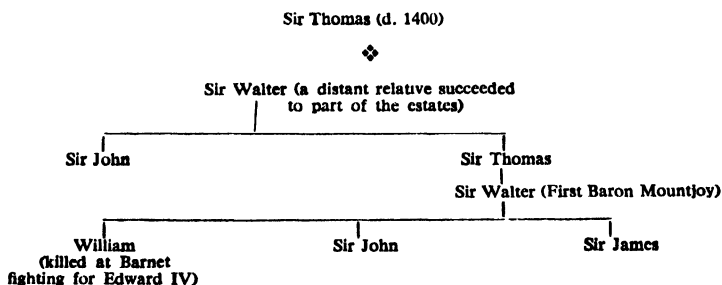 Sir Thomas (d. 1400)
Sir Walter (a distant relative succeeded
to part of the estates)
Sir John
Sir Thomas
Sir Walter (First Baron Mountjoy)
William
(killed at Barnet
fighting for Edward IV)
Sir John
Sir James